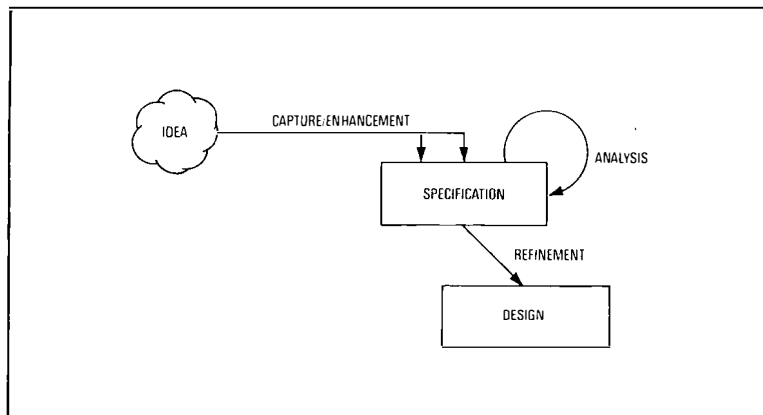 IDEA
CAPTURE/ENHANCEMENT
ANALYSIS
SPECIFICATION
REFINEMENT
DESIGN